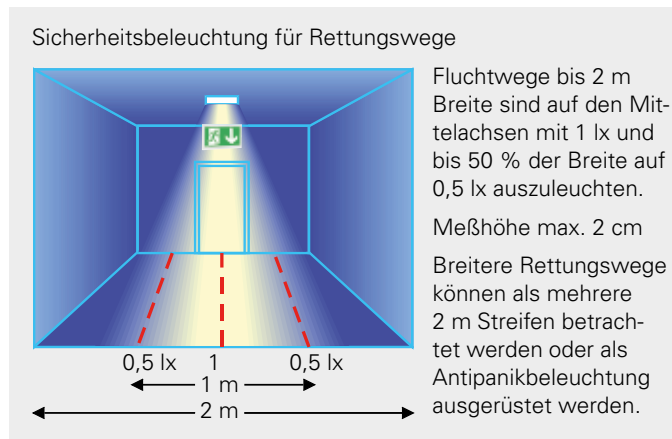 Sicherheitsbeleuchtung für Rettungswege
Fluchtwege bis 2 m
Breite sind auf den Mit-
telachsen mit 1 lx und
bis 50 % der Breite auf
0,5 lx auszuleuchten.
Meßhöhe max. 2 cm
Breitere Rettungswege
können als mehrere
2 m Streifen betrach-
tet werden oder als
Antipanikbeleuchtung
ausgerüstet werden.
0,5 lx 1 0,5 lx
1 m
2 m